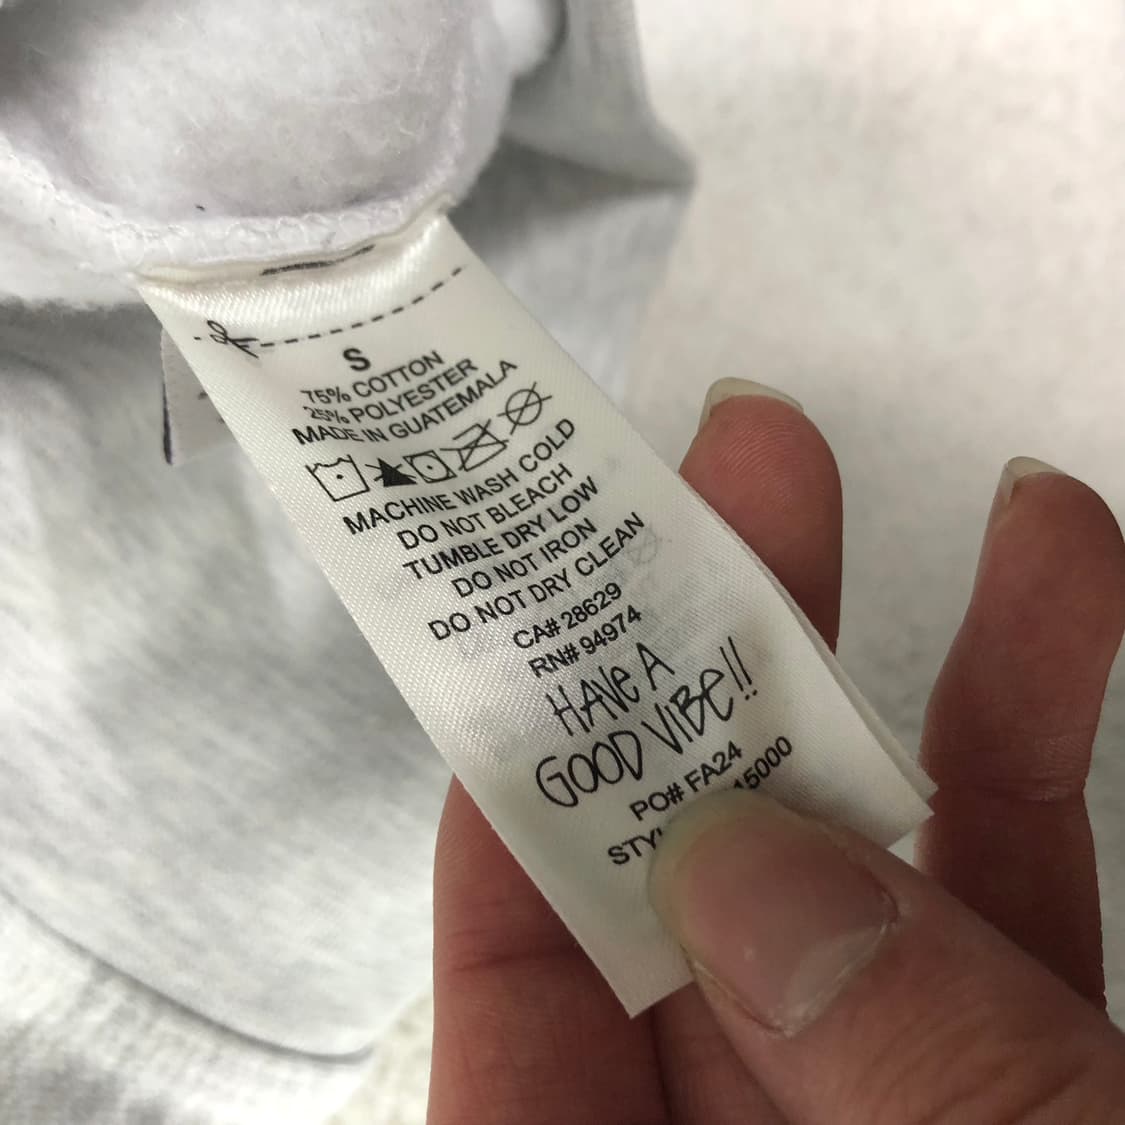 S
75% COTTON
25% POLYESTER
MADE IN GUATEMALA
MACHINE WASH COLD
DO NOT BLEACH
TUMBLE DRY LOW
DO NOT IRON
DO NOT DRY CLEAN
CA# 28629
RN# 94974
HAVE A
GOOD VIBE!!
PO# FA24
15000